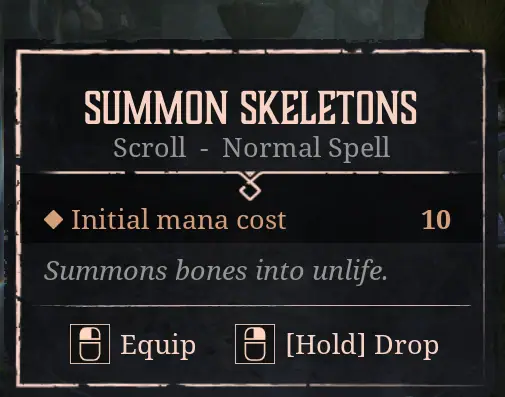 SUMMON SKELETONS
Scroll - Normal Spell
Initial mana cost 10
Summons bones into unlife.
Equip [Hold] Drop